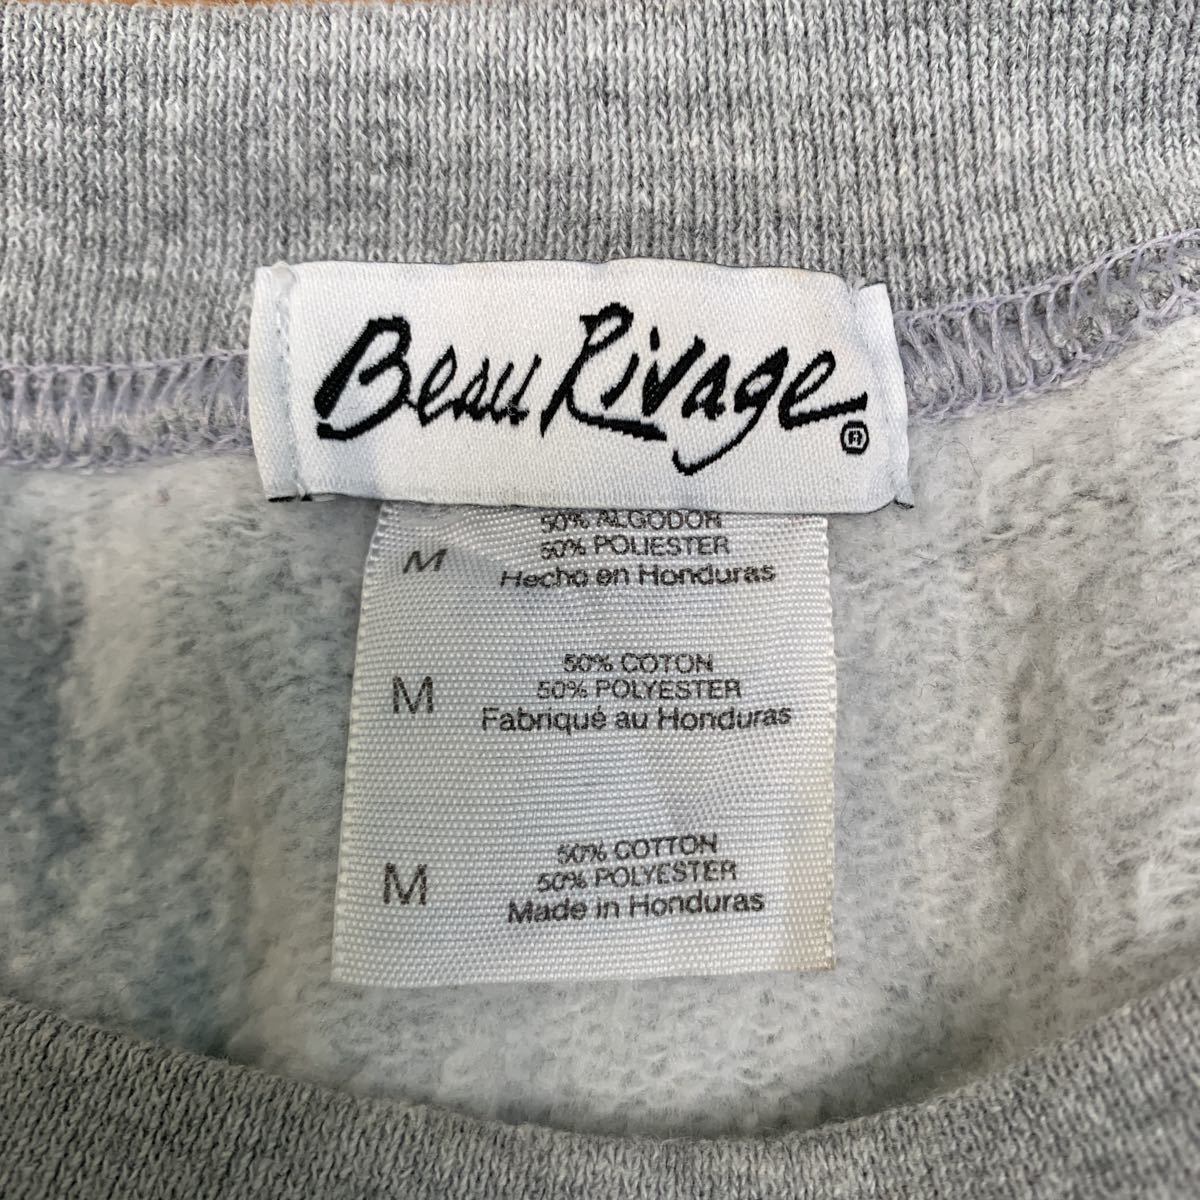 Beau Rivage ®
50% ALGODON
M 50% POLIESTER
Hecho en Honduras
50% COTON
M 50% POLYESTER
Fabriqué au Honduras
50% COTTON
M 50% POLYESTER
Made in Honduras